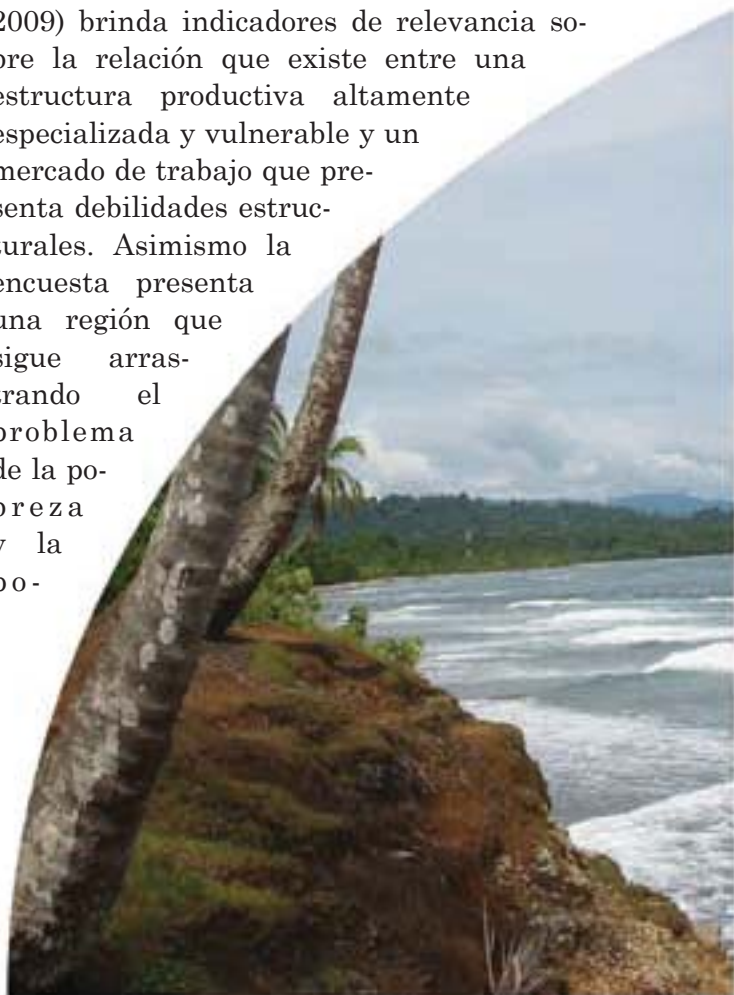 2009) brinda indicadores de relevancia so-
bre la relación que existe entre una
estructura productiva altamente
especializada y vulnerable y un
mercado de trabajo que pre-
senta debilidades estruc-
turales. Asimismo la
encuesta presenta
una región que
sigue arras-
trando el
problema
de la po-
breza
y la
po-